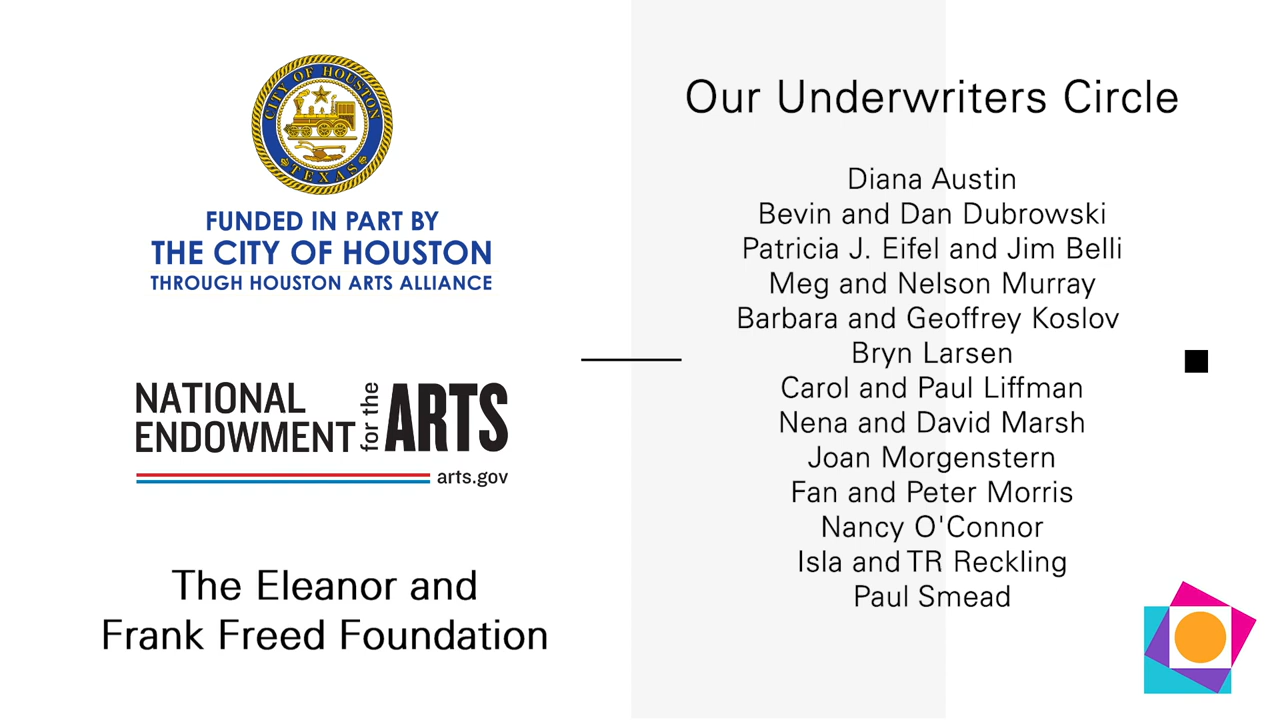 CITY OF HOUSTON
TEXAS
FUNDED IN PART BY
THE CITY OF HOUSTON
THROUGH HOUSTON ARTS ALLIANCE
NATIONAL
ENDOWMENT
for the
ARTS
arts.gov
The Eleanor and
Frank Freed Foundation
Our Underwriters Circle
Diana Austin
Bevin and Dan Dubrowski
Patricia J. Eifel and Jim Belli
Meg and Nelson Murray
Barbara and Geoffrey Koslov
Bryn Larsen
Carol and Paul Liffman
Nena and David Marsh
Joan Morgenstern
Fan and Peter Morris
Nancy O'Connor
Isla and TR Reckling
Paul Smead